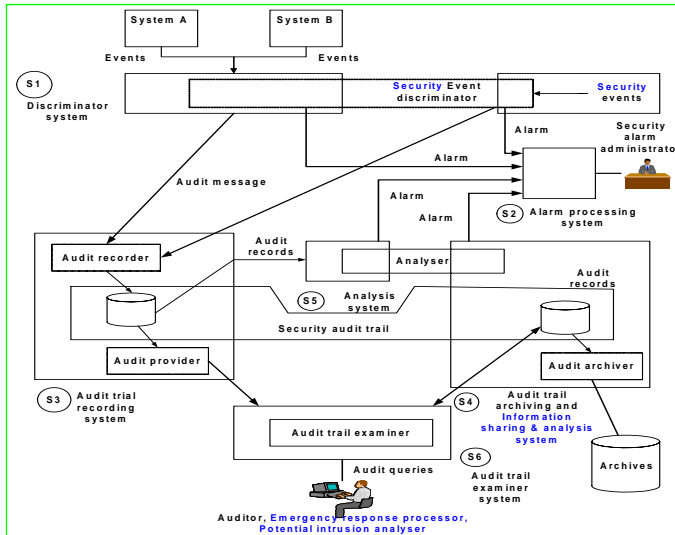 System A
System B
Events
Events
S1
Discriminator
system
Security Event
discriminator
Security
events
Alarm
Security
alarm
administrato
Alarm
Audit message
Alarm
Alarm
S2
Alarm processing
system
Audit
records
Audit recorder
Analyser
Audit
records
S5
Analysis
system
Security audit trail
Audit provider
Audit archiver
S3
Audit trial
recording
system
S4
Audit trail
archiving and
Information
sharing & analysis
system
Audit trail examiner
Archives
S6
Audit trail
examiner
system
Audit queries
Auditor, Emergency response processor,
Potential intrusion analyser